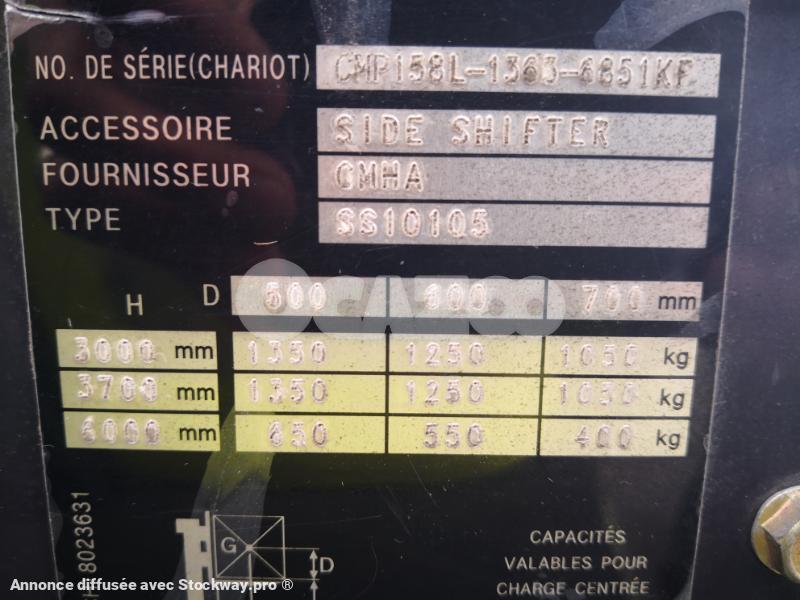 NO. DE SÉRIE(CHARIOT) CMP158L-1363-6851KF
ACCESSOIRE SIDE SHIFTER
FOURNISSEUR CMHA
TYPE SS10105
H D 500 600 700 mm
3000 mm 1350 1250 1050 kg
3700 mm 1350 1250 1030 kg
6000 mm 650 550 400 kg
8023631
G
D
CAPACITÉS
VALABLES POUR
CHARGE CENTRÉE
OCAZOO
Annonce diffusée avec Stockway.pro ®